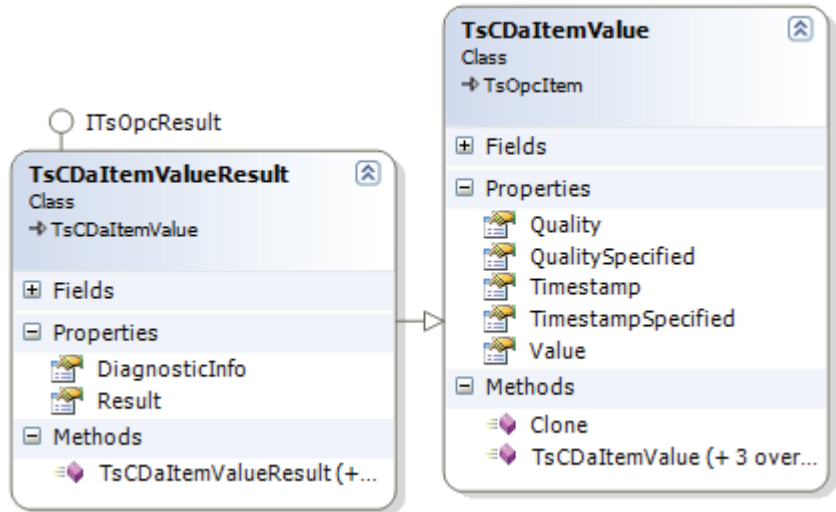 ITsOpcResult
TsCDaItemValueResult
Class
TsCDaItemValue
Fields
Properties
DiagnosticInfo
Result
Methods
TsCDaItemValueResult (+...
TsCDaItemValue
Class
TsOpcItem
Fields
Properties
Quality
QualitySpecified
Timestamp
TimestampSpecified
Value
Methods
Clone
TsCDaItemValue (+ 3 over...